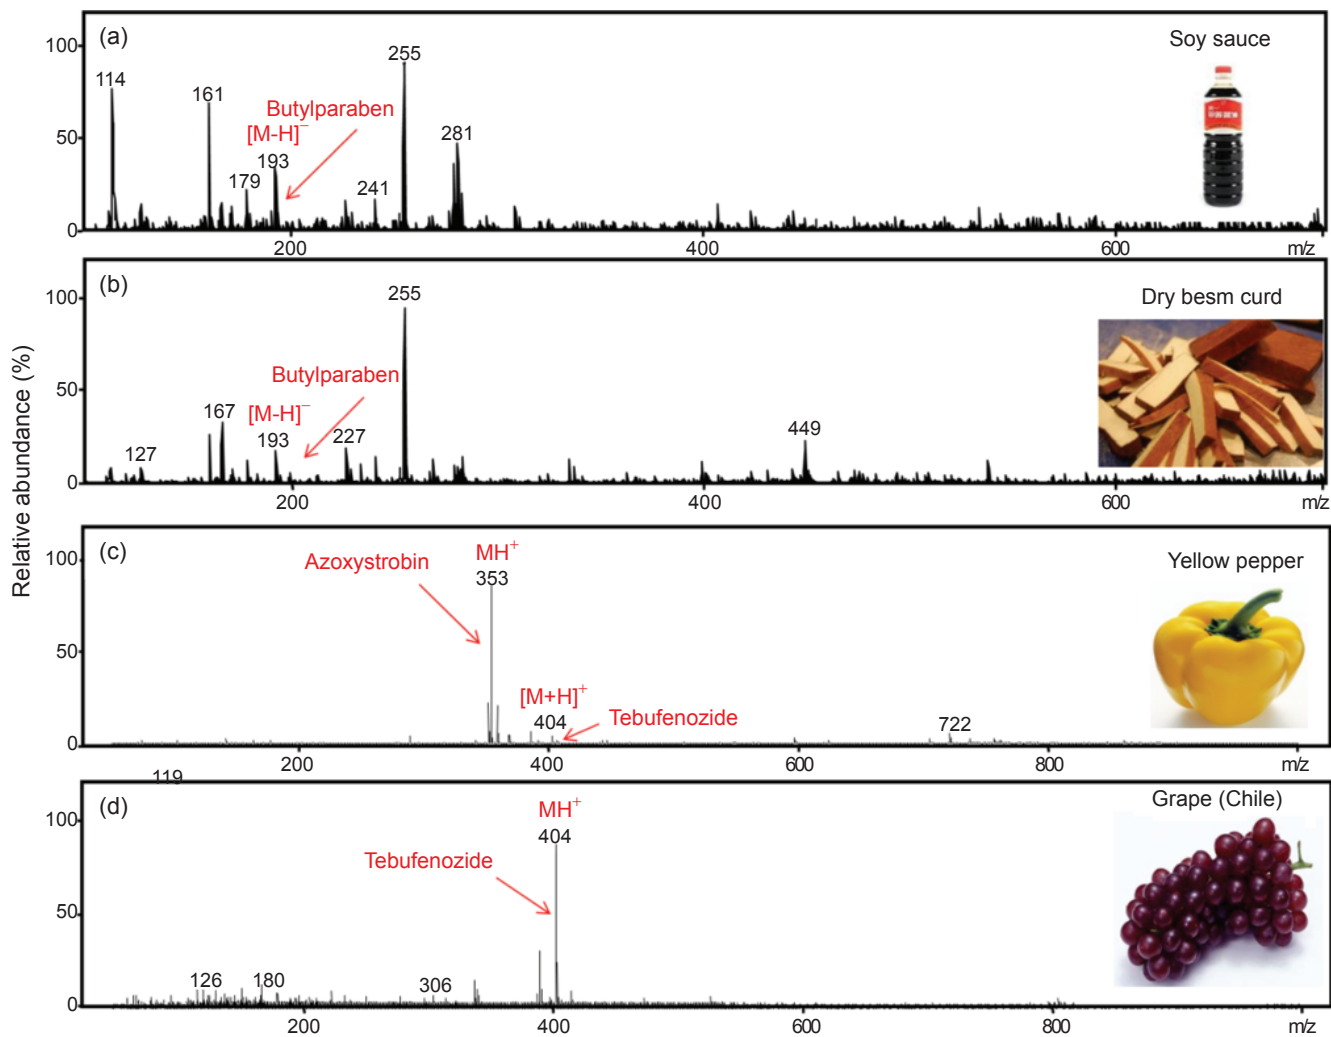 Relative abundance (%)
(a)
Soy sauce
100
50
0
114
161
179
[M-H]⁻
193
Butylparaben
241
255
281
200
400
600
m/z
(b)
Dry besm curd
100
50
0
127
167
[M-H]⁻
193
Butylparaben
227
255
449
200
400
600
m/z
(c)
Yellow pepper
100
50
0
Azoxystrobin
MH⁺
353
[M+H]⁺
404
Tebufenozide
722
200
400
600
800
m/z
119
(d)
Grape (Chile)
100
50
0
126
180
306
Tebufenozide
MH⁺
404
200
400
600
800
m/z